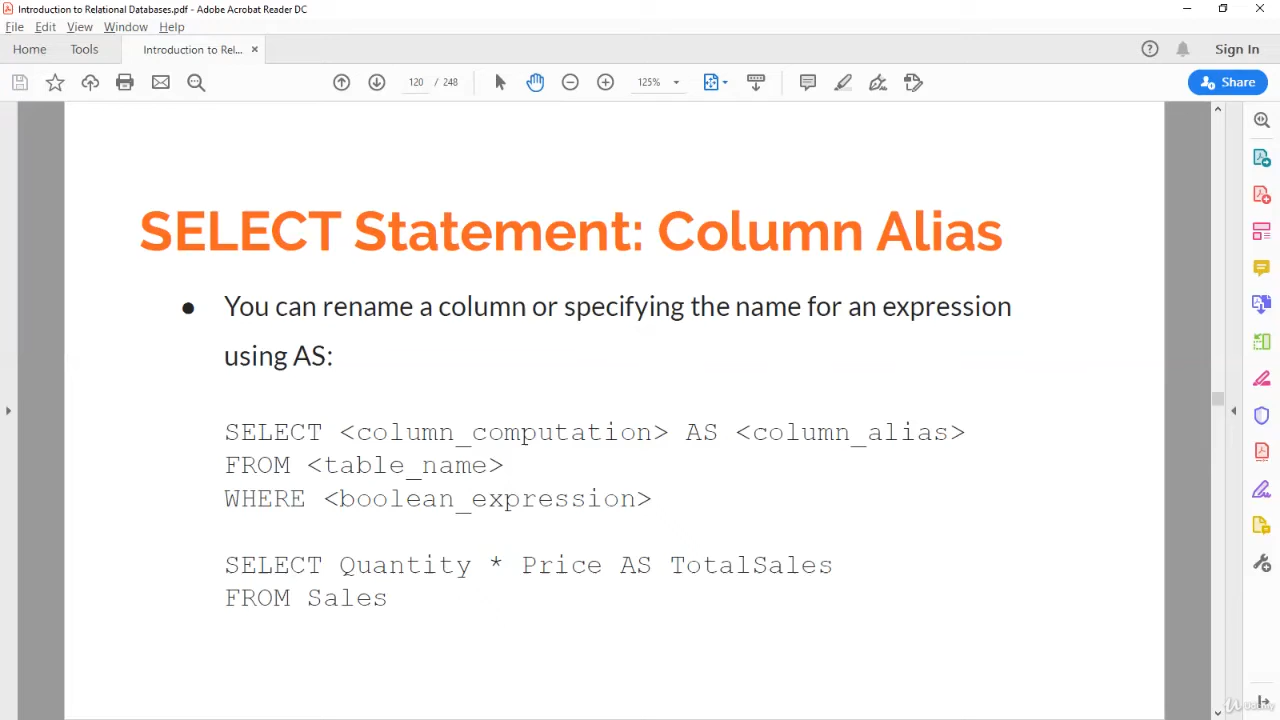 Introduction to Relational Databases.pdf - Adobe Acrobat Reader DC
File Edit View Window Help
Home Tools Introduction to Rel... × Sign In
120 / 248 125% Share
SELECT Statement: Column Alias
● You can rename a column or specifying the name for an expression
using AS:
SELECT <column_computation> AS <column_alias>
FROM <table_name>
WHERE <boolean_expression>
SELECT Quantity * Price AS TotalSales
FROM Sales
Udemy